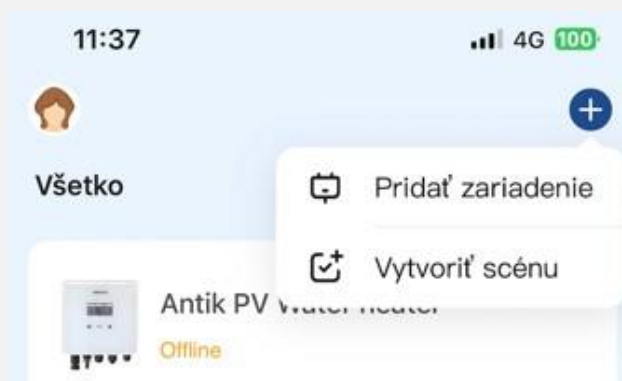 11:37
4G 100
Všetko
Pridať zariadenie
Vytvoriť scénu
Antik PV
Offline